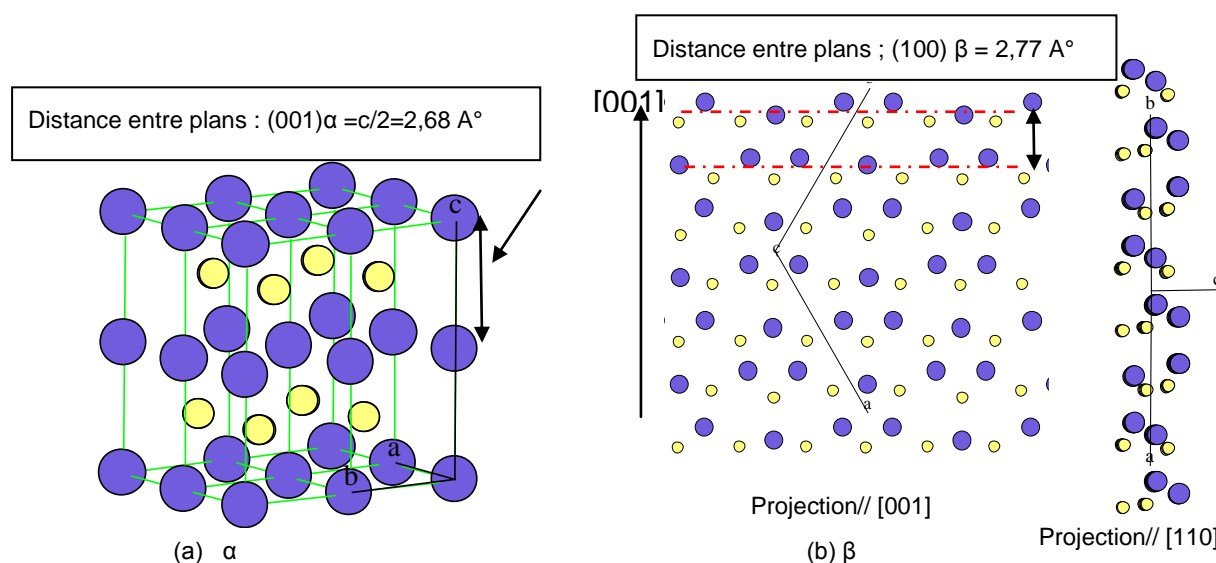 Distance entre plans : (001)α =c/2=2,68 A°
c
a
b
(a) α
Distance entre plans ; (100) β = 2,77 A°
[001]
c
a
Projection// [001]
(b) β
b
c
a
Projection// [110]